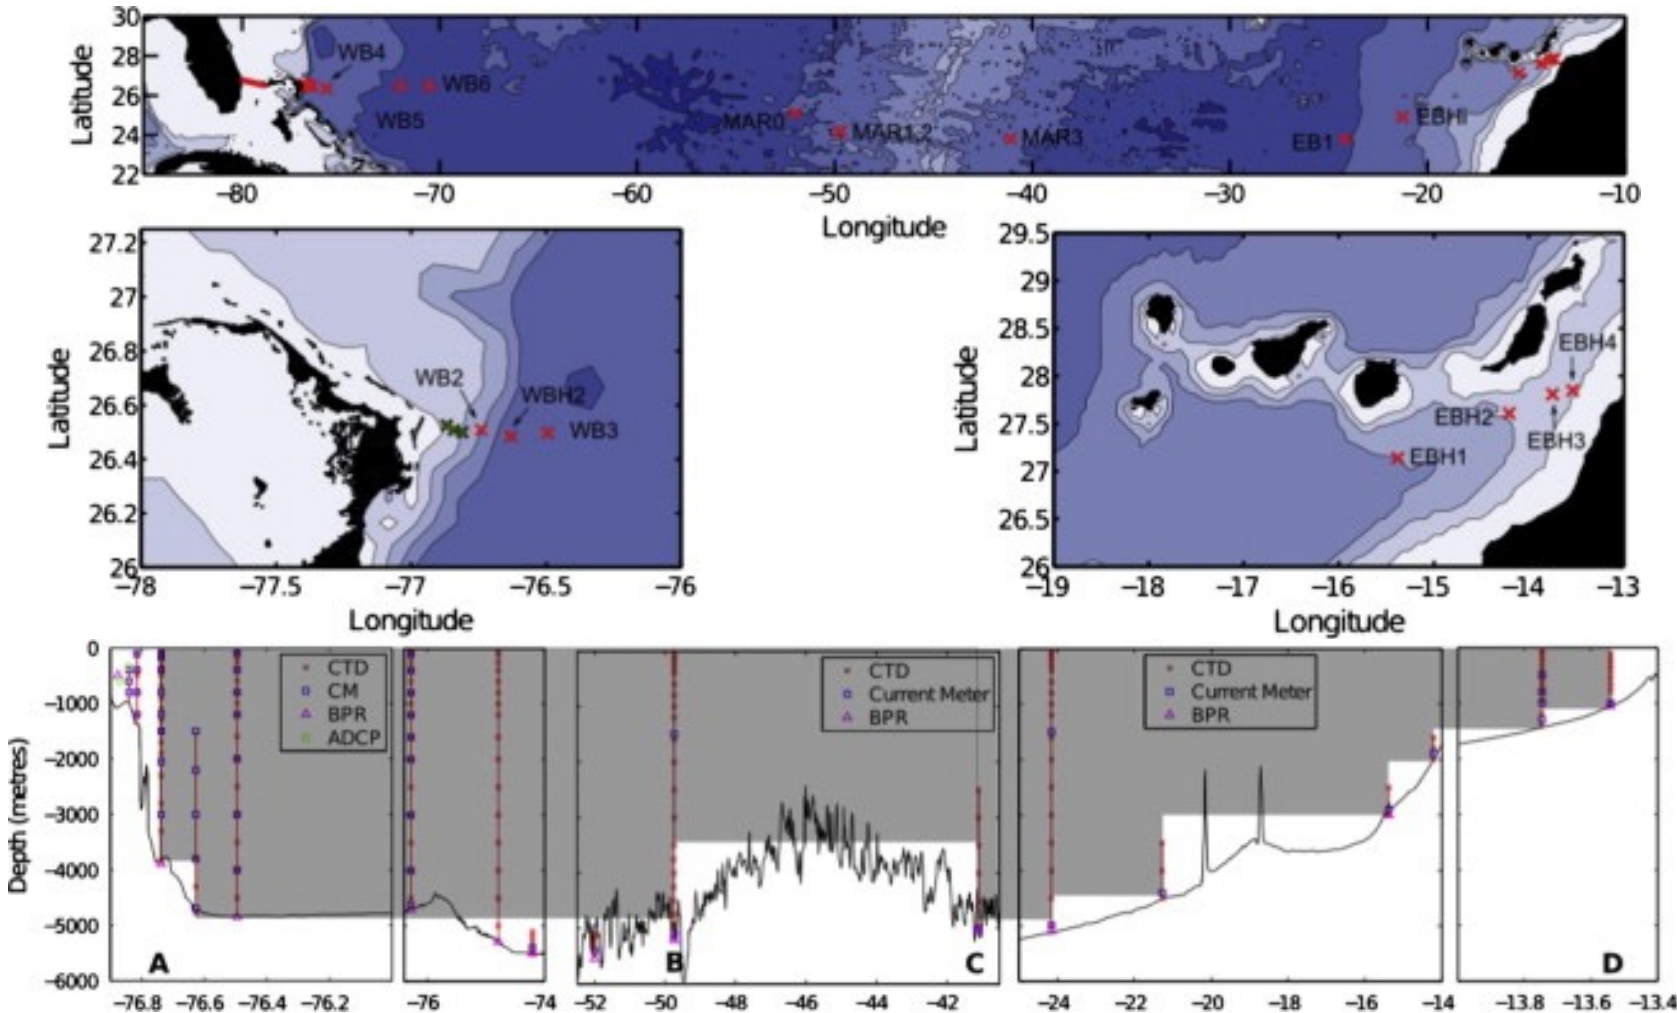 30
28
26
24
22
Latitude
WB4
WB5
WB6
MAR0
MAR1,2
MAR3
EB1
EBHi
−80 −70 −60 −50 −40 −30 −20 −10
Longitude
27.2
27
26.8
26.6
26.4
26.2
26
Latitude
WB2
WBH2
WB3
−78 −77.5 −77 −76.5 −76
Longitude
29.5
29
28.5
28
27.5
27
26.5
26
Latitude
EBH4
EBH2
EBH3
EBH1
−19 −18 −17 −16 −15 −14 −13
Longitude
0
−1000
−2000
−3000
−4000
−5000
−6000
Depth (metres)
CTD
CM
BPR
ADCP
CTD
Current Meter
BPR
CTD
Current Meter
BPR
A
B
C
D
−76.8 −76.6 −76.4 −76.2
−76 −74
−52 −50 −48 −46 −44 −42
−24 −22 −20 −18 −16 −14
−13.8 −13.6 −13.4